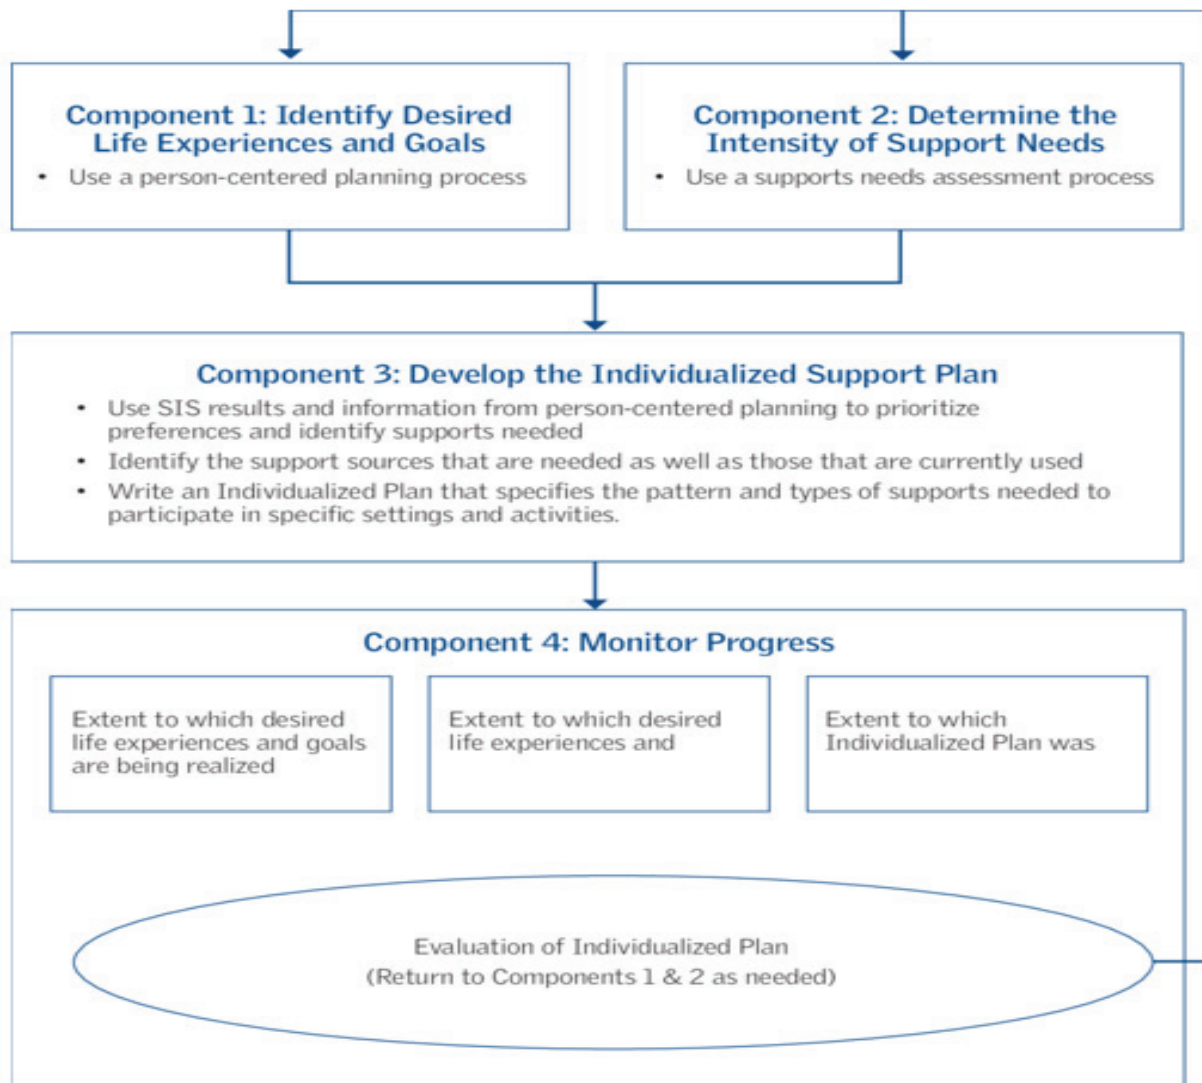 Component 1: Identify Desired
Life Experiences and Goals
• Use a person-centered planning process
Component 2: Determine the
Intensity of Support Needs
• Use a supports needs assessment process
Component 3: Develop the Individualized Support Plan
• Use SIS results and information from person-centered planning to prioritize
preferences and identify supports needed
• Identify the support sources that are needed as well as those that are currently used
• Write an Individualized Plan that specifies the pattern and types of supports needed to
participate in specific settings and activities.
Component 4: Monitor Progress
Extent to which desired
life experiences and goals
are being realized
Extent to which desired
life experiences and
Extent to which
Individualized Plan was
Evaluation of Individualized Plan
(Return to Components 1 & 2 as needed)